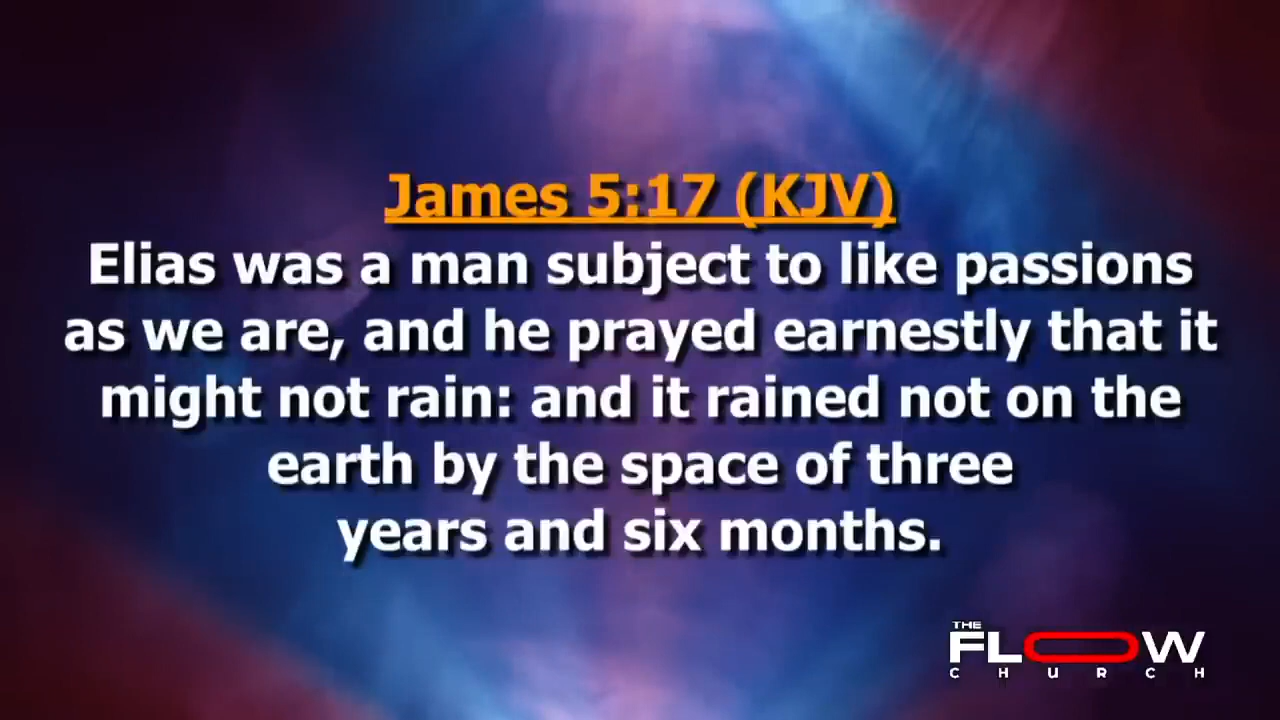 James 5:17 (KJV)
Elias was a man subject to like passions
as we are, and he prayed earnestly that it
might not rain: and it rained not on the
earth by the space of three
years and six months.
THE
FLOW
CHURCH